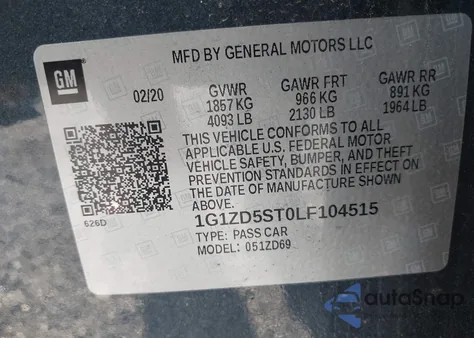 MFD BY GENERAL MOTORS LLC
GM
02/20 GVWR GAWR FRT GAWR RR
1857 KG 966 KG 891 KG
4093 LB 2130 LB 1964 LB
THIS VEHICLE CONFORMS TO ALL
APPLICABLE U.S. FEDERAL MOTOR
VEHICLE SAFETY, BUMPER, AND THEFT
PREVENTION STANDARDS IN EFFECT ON
THE DATE OF MANUFACTURE SHOWN
ABOVE.
626D
1G1ZD5ST0LF104515
TYPE: PASS CAR
MODEL: 051ZD69
autoSnap